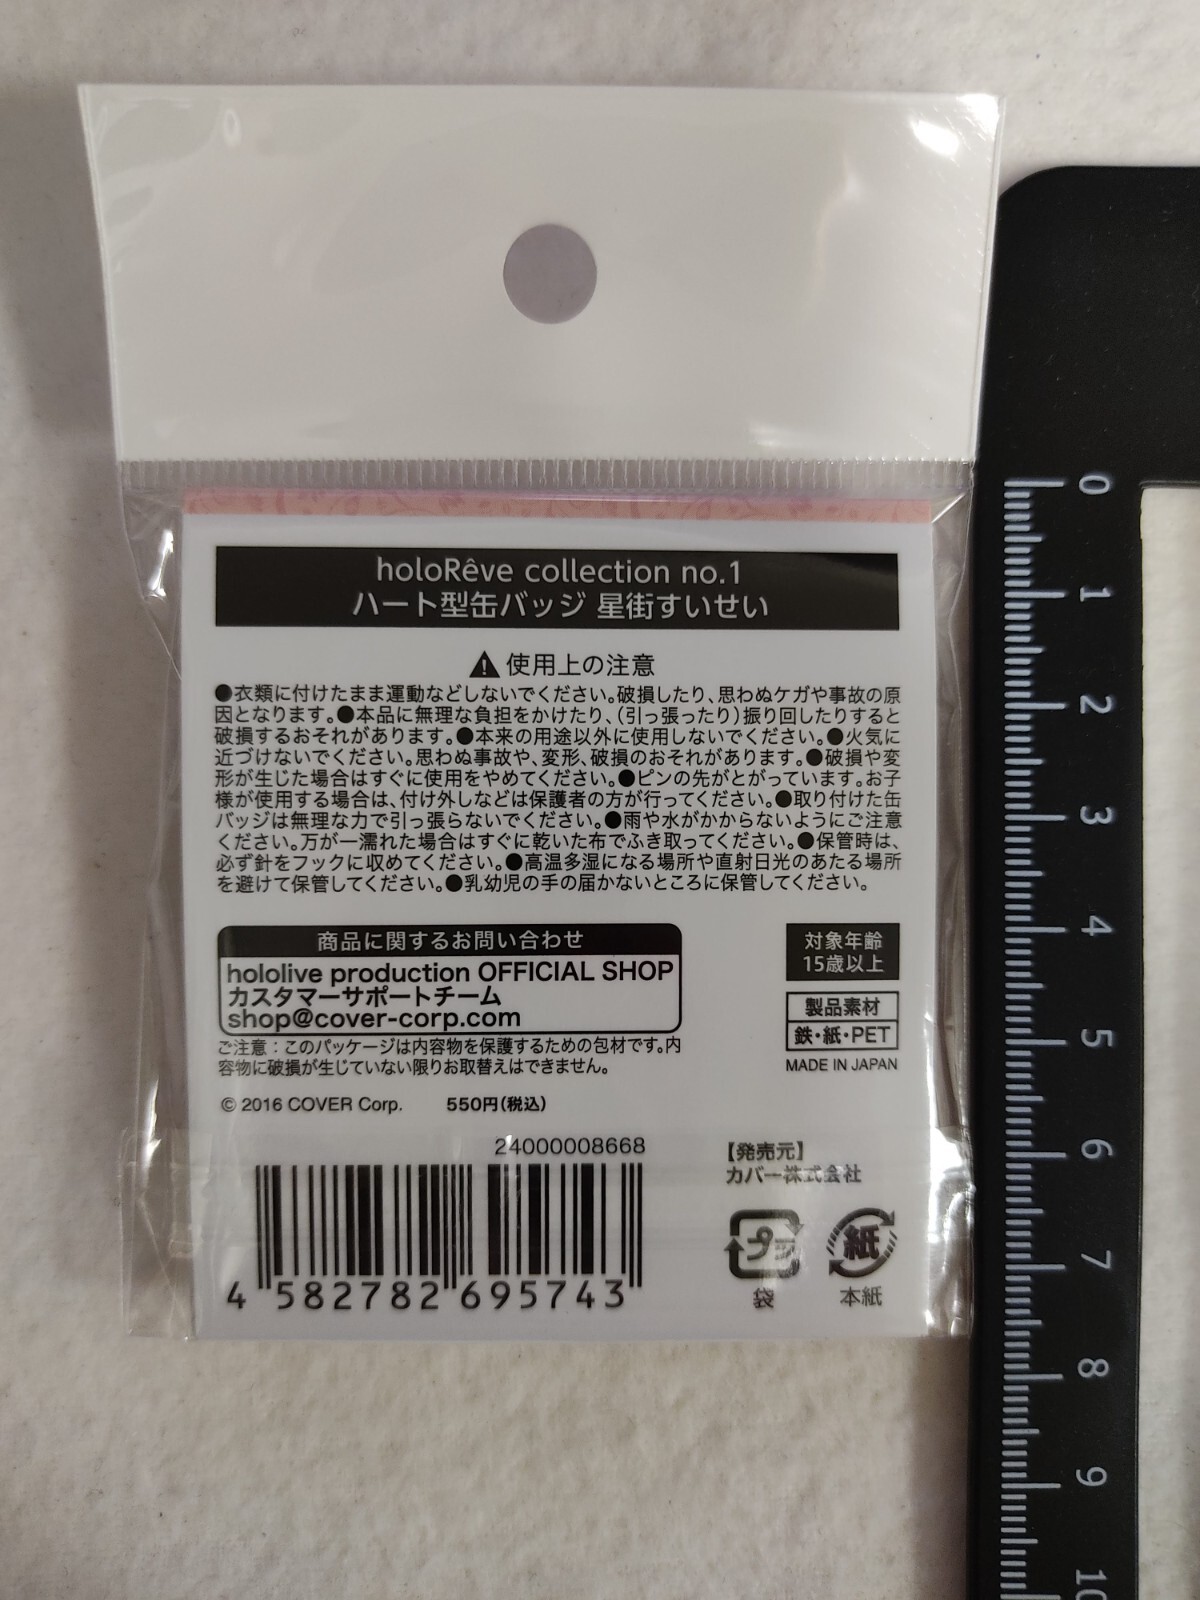 holoRêve collection no.1
ハート型缶バッジ 星街すいせい
使用上の注意
●衣類に付けたまま運動などしないでください。破損したり、思わぬケガや事故の原
因となります。●本品に無理な負担をかけたり、(引っ張ったり)振り回したりすると
破損するおそれがあります。●本来の用途以外に使用しないでください。●火気に
近づけないでください。思わぬ事故や、変形、破損のおそれがあります。●破損や変
形が生じた場合はすぐに使用をやめてください。●ピンの先がとがっています。お子
様が使用する場合は、付け外しなどは保護者の方が行ってください。●取り付けた缶
バッジは無理な力で引っ張らないでください。●雨や水がかからないようにご注意
ください。万が一濡れた場合はすぐに乾いた布でふき取ってください。●保管時は、
必ず針をフックに収めてください。●高温多湿になる場所や直射日光のあたる場所
を避けて保管してください。●乳幼児の手の届かないところに保管してください。
商品に関するお問い合わせ
hololive production OFFICIAL SHOP
カスタマーサポートチーム
shop@cover-corp.com
対象年齢
15歳以上
製品素材
鉄・紙・PET
MADE IN JAPAN
ご注意：このパッケージは内容物を保護するための包材です。内
容物に破損が生じていない限りお取替えはできません。
© 2016 COVER Corp. 550円(税込)
24000008668
4 582782 695743
【発売元】
カバー株式会社
プラ
袋
紙
本紙
0
1
2
3
4
5
6
7
8
9
10